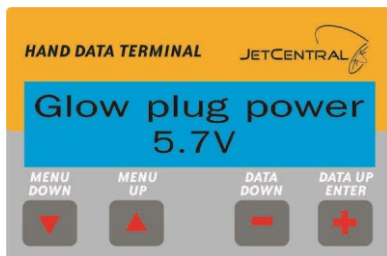 HAND DATA TERMINAL JETCENTRAL
Glow plug power
5.7V
MENU DOWN MENU UP DATA DOWN DATA UP ENTER